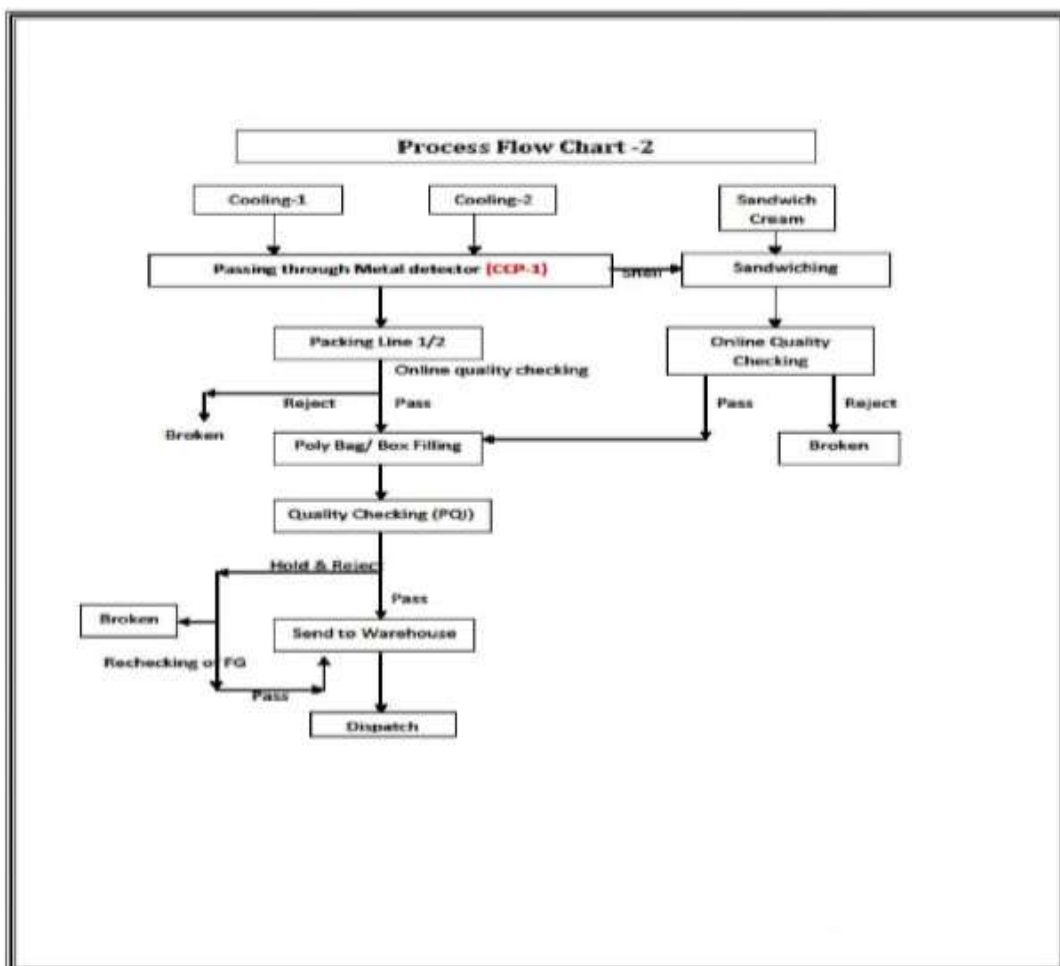 Process Flow Chart -2
Cooling-1
Cooling-2
Sandwich
Cream
Passing through Metal detector (CCP-1)
Sandwiching
Packing Line 1/2
Online Quality
Checking
Online quality checking
Reject
Pass
Pass
Reject
Broken
Poly Bag/ Box Filling
Broken
Quality Checking (PQI)
Hold & Reject
Pass
Broken
Send to Warehouse
Rechecking of FG
Pass
Dispatch